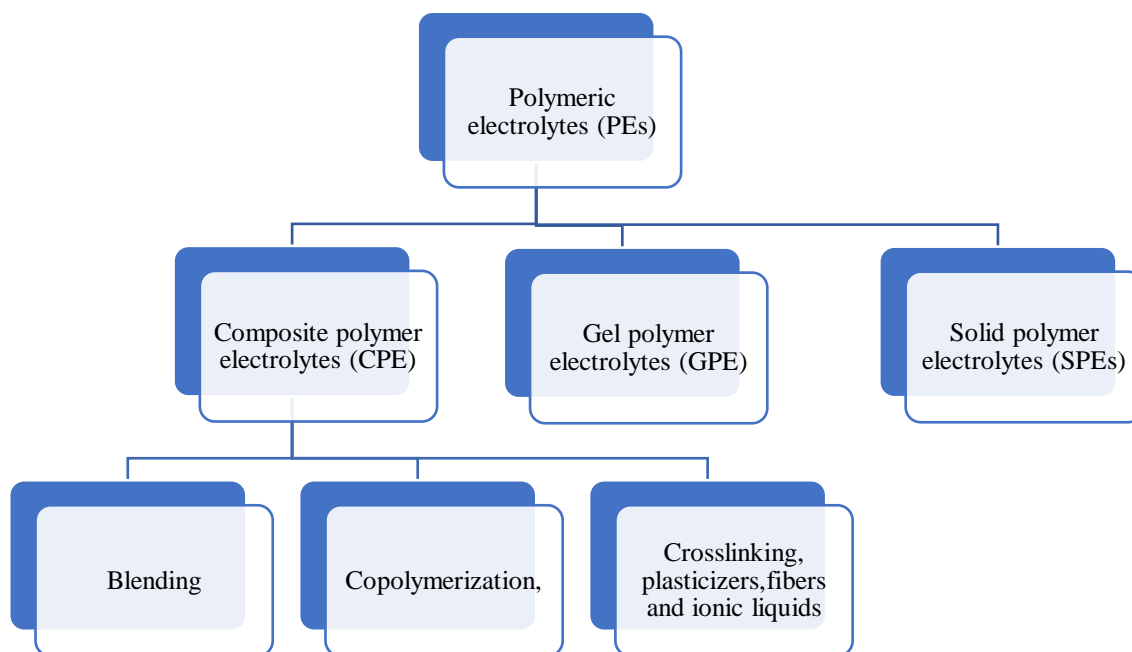 Polymeric
electrolytes (PEs)
Composite polymer
electrolytes (CPE)
Gel polymer
electrolytes (GPE)
Solid polymer
electrolytes (SPEs)
Blending
Copolymerization,
Crosslinking,
plasticizers,fibers
and ionic liquids